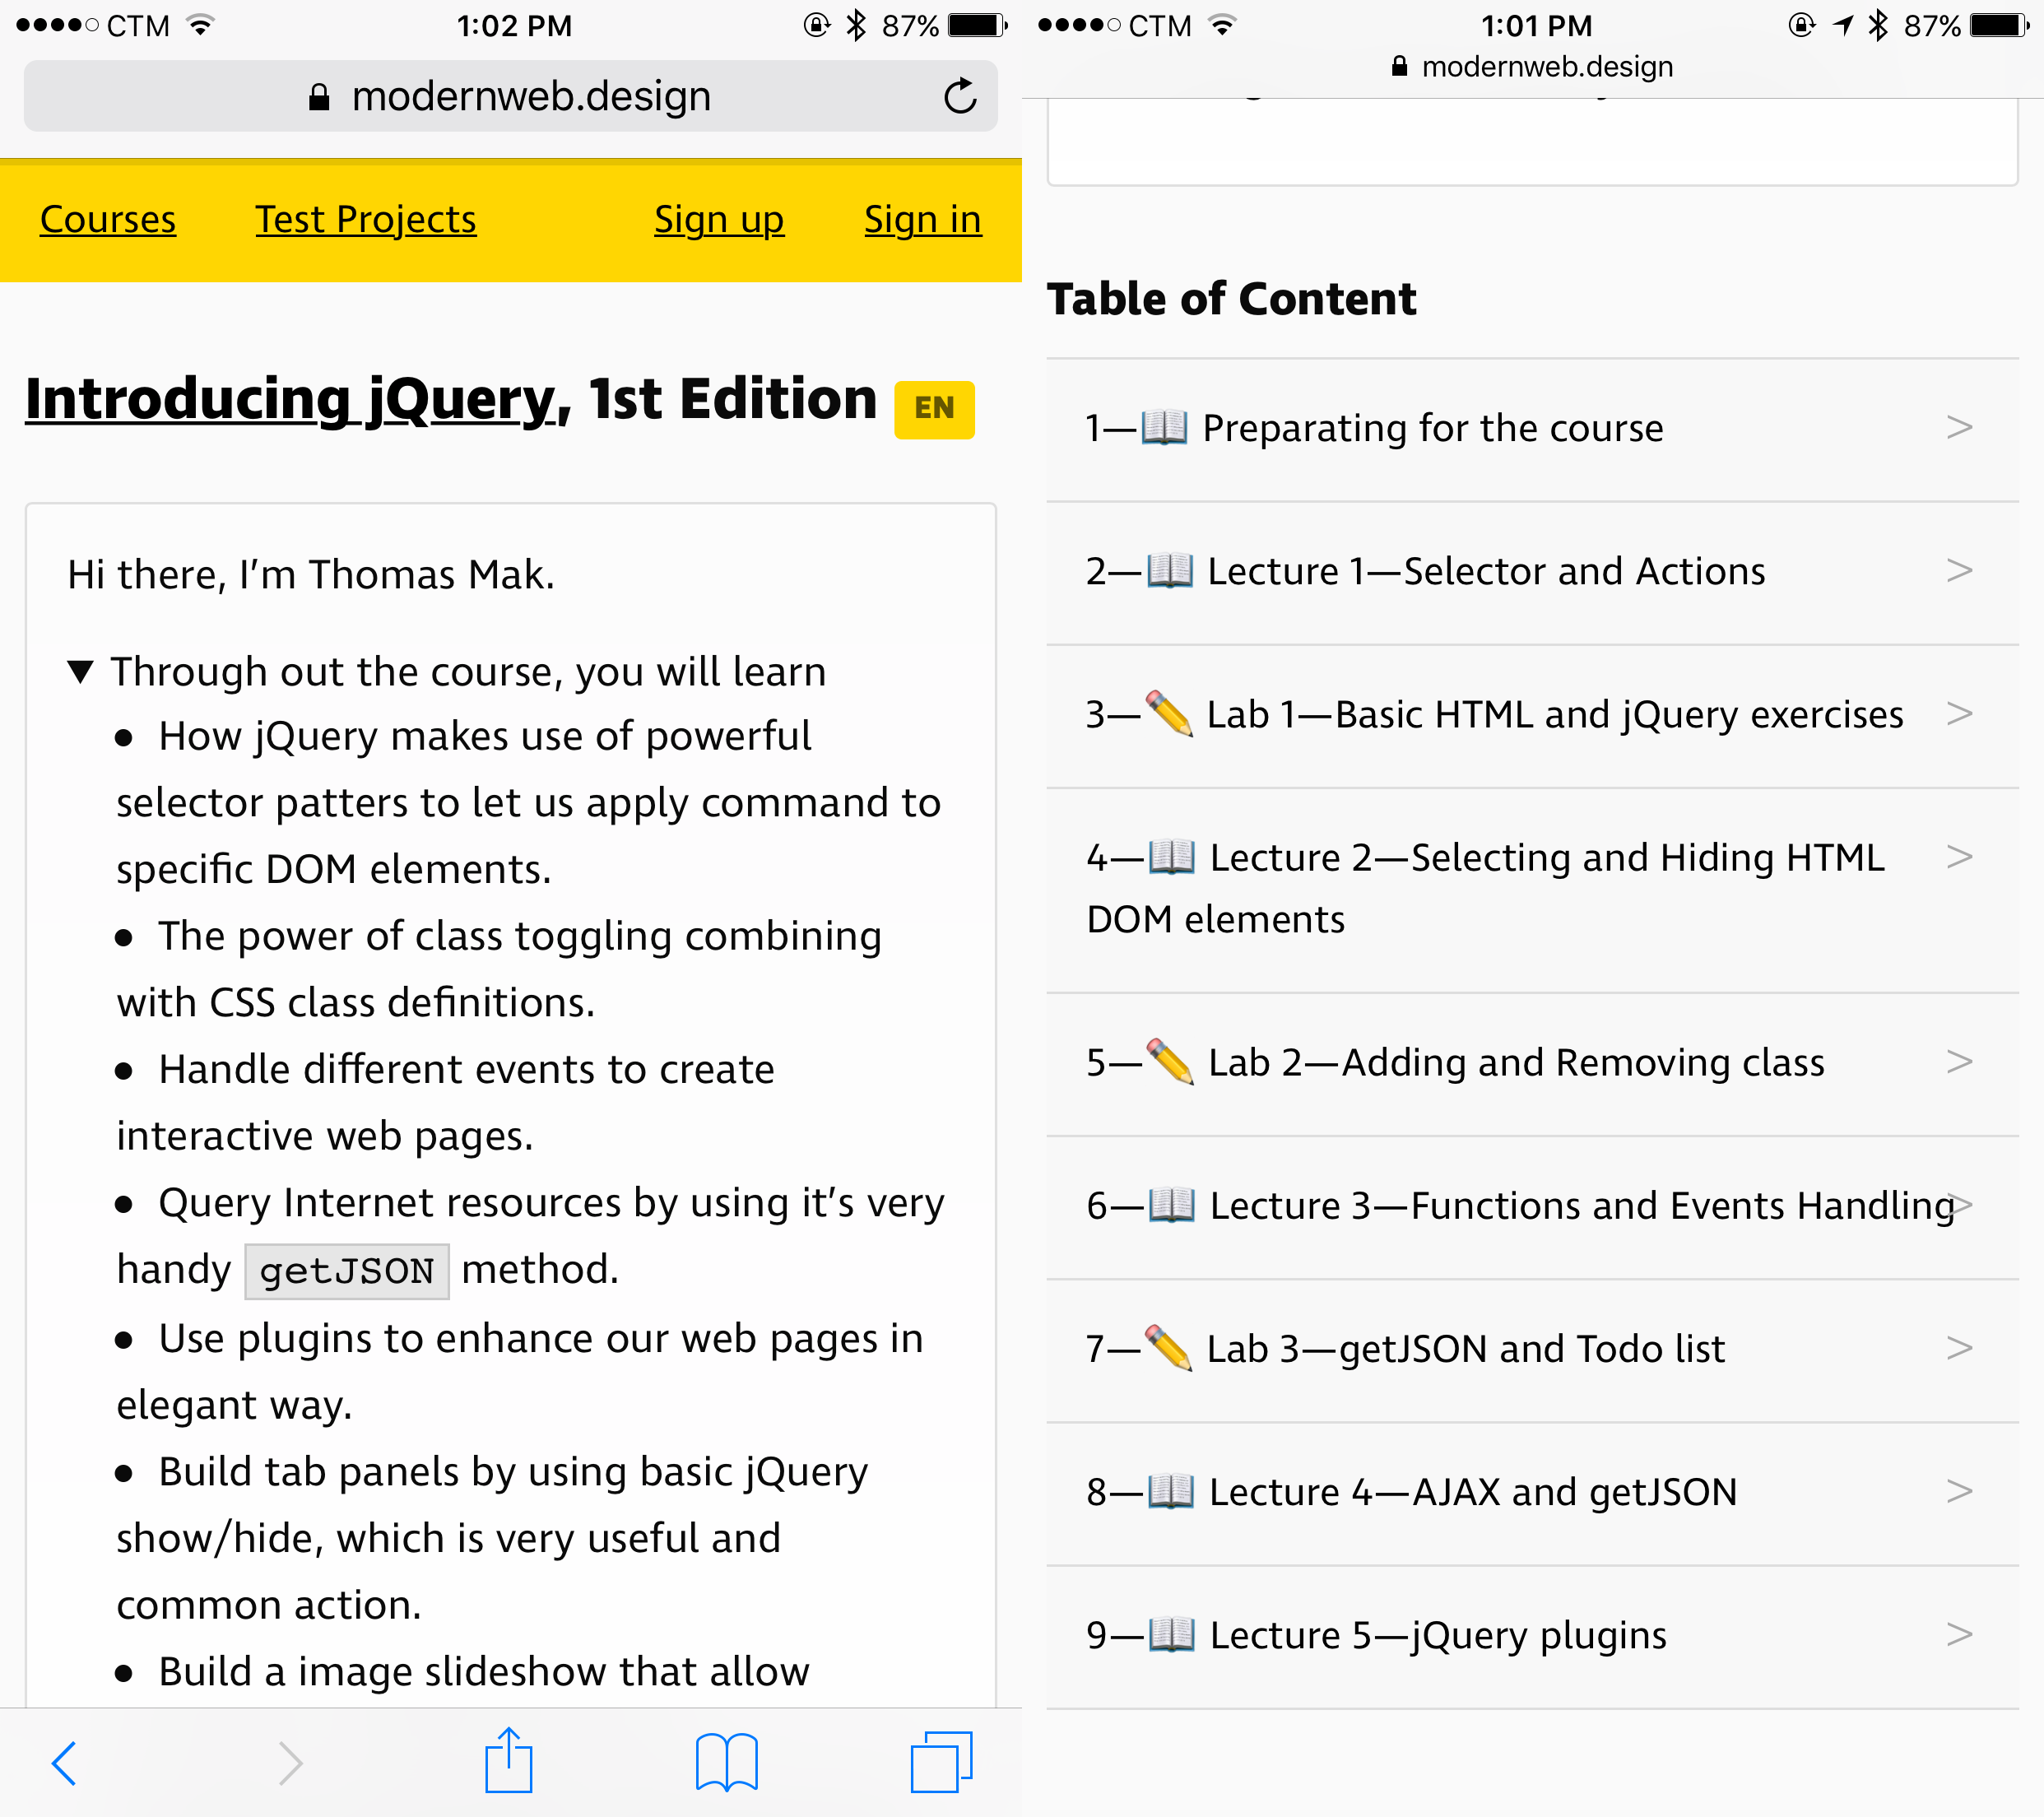 CTM 1:02 PM 87%
modernweb.design
Courses Test Projects Sign up Sign in
Introducing jQuery, 1st Edition EN
Hi there, I’m Thomas Mak.
▼ Through out the course, you will learn
• How jQuery makes use of powerful
selector patters to let us apply command to
specific DOM elements.
• The power of class toggling combining
with CSS class definitions.
• Handle different events to create
interactive web pages.
• Query Internet resources by using it’s very
handy getJSON method.
• Use plugins to enhance our web pages in
elegant way.
• Build tab panels by using basic jQuery
show/hide, which is very useful and
common action.
• Build a image slideshow that allow
CTM 1:01 PM 87%
modernweb.design
Table of Content
1—📖 Preparating for the course >
2—📖 Lecture 1—Selector and Actions >
3—✏️ Lab 1—Basic HTML and jQuery exercises >
4—📖 Lecture 2—Selecting and Hiding HTML >
DOM elements
5—✏️ Lab 2—Adding and Removing class >
6—📖 Lecture 3—Functions and Events Handling >
7—✏️ Lab 3—getJSON and Todo list >
8—📖 Lecture 4—AJAX and getJSON >
9—📖 Lecture 5—jQuery plugins >